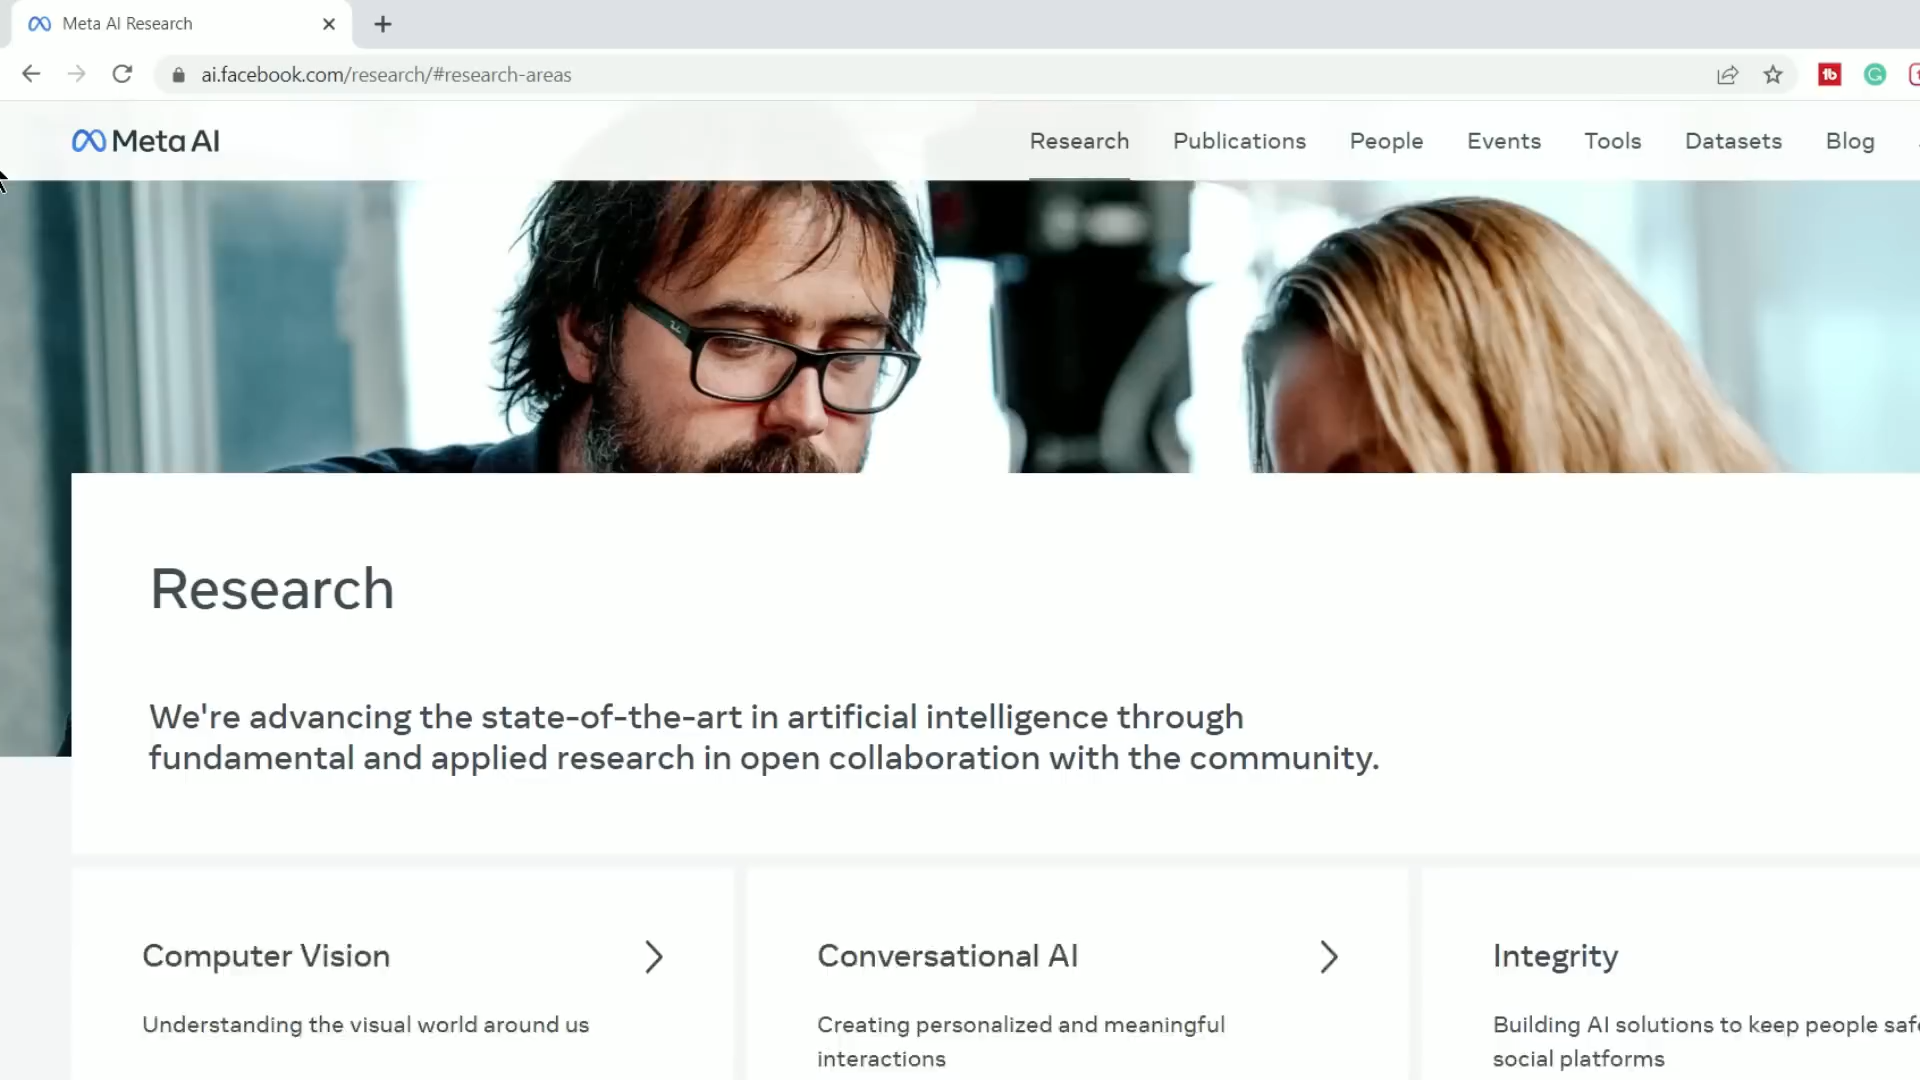 Meta AI Research
ai.facebook.com/research/#research-areas
Meta AI
Research Publications People Events Tools Datasets Blog
Research
We're advancing the state-of-the-art in artificial intelligence through
fundamental and applied research in open collaboration with the community.
Computer Vision
Understanding the visual world around us
Conversational AI
Creating personalized and meaningful
interactions
Integrity
Building AI solutions to keep people
social platforms